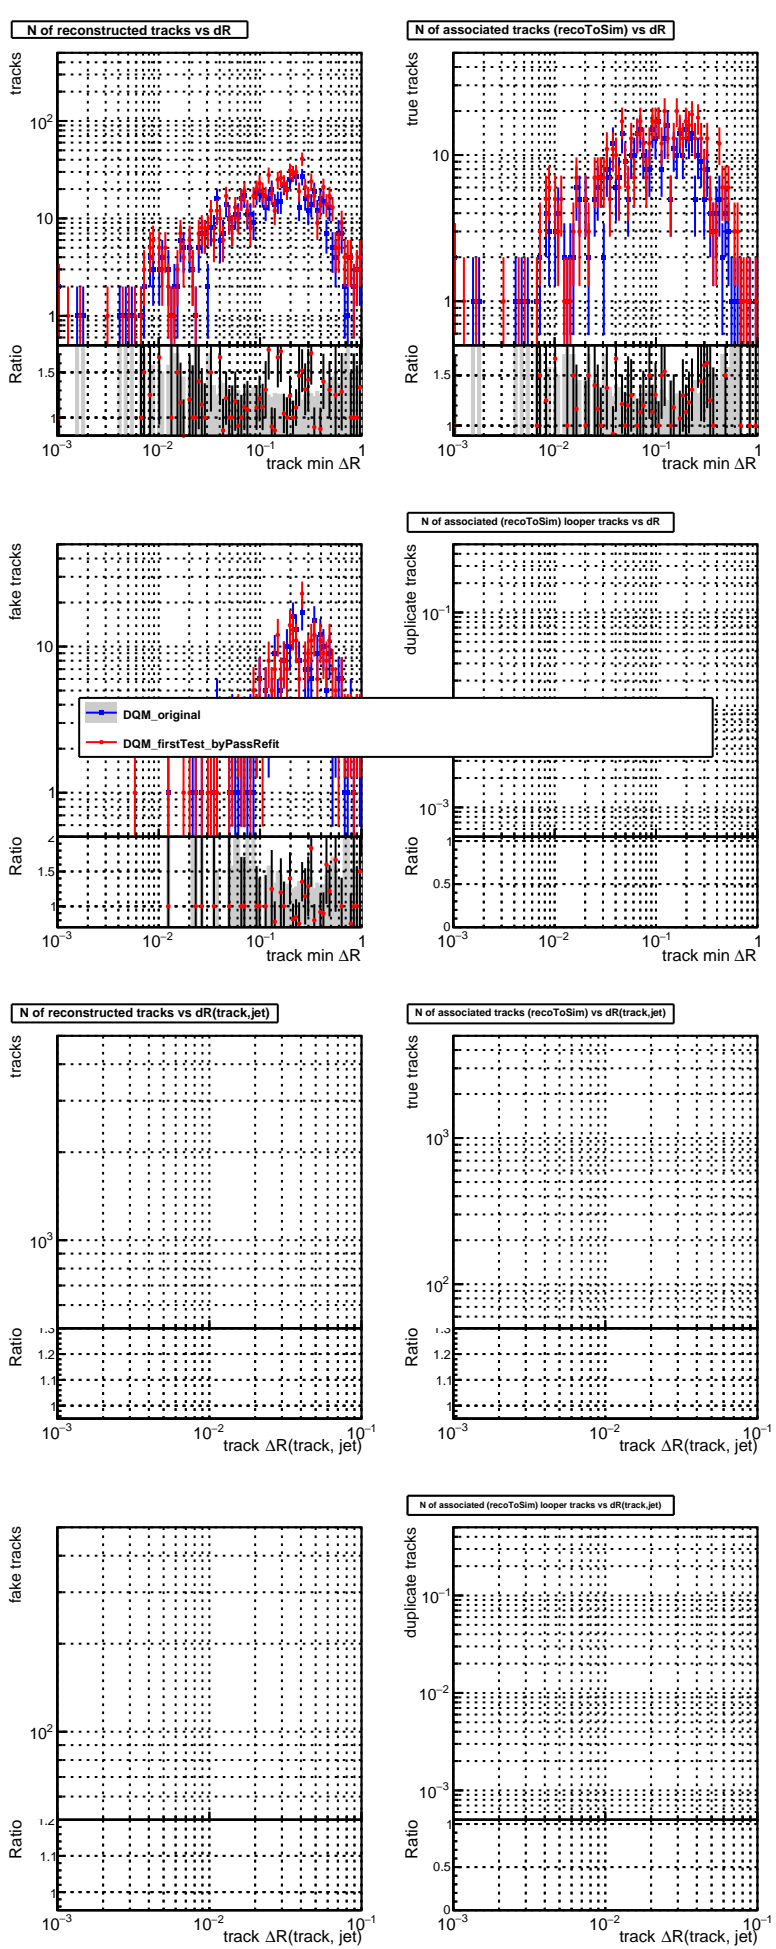 N of reconstructed tracks vs dR
tracks
10²
10
1
Ratio
1.5
1
10⁻³
10⁻²
10⁻¹
1
track min ΔR
N of associated tracks (recoToSim) vs dR
true tracks
10
1
Ratio
1.5
1
10⁻³
10⁻²
10⁻¹
1
track min ΔR
fake tracks
10
1
Ratio
2
1.5
1
10⁻³
10⁻²
10⁻¹
1
track min ΔR
N of associated (recoToSim) looper tracks vs dR
duplicate tracks
10⁻¹
10⁻³
Ratio
1
0.5
0
10⁻³
10⁻²
10⁻¹
1
track min ΔR
DQM_original
DQM_firstTest_byPassRefit
N of reconstructed tracks vs dR(track,jet)
tracks
10³
Ratio
1.3
1.2
1.1
1
10⁻³
10⁻²
10⁻¹
track ΔR(track, jet)
N of associated tracks (recoToSim) vs dR(track,jet)
true tracks
10³
10²
Ratio
1.3
1.2
1.1
1
10⁻³
10⁻²
10⁻¹
track ΔR(track, jet)
fake tracks
10²
Ratio
1.2
1.1
1
10⁻³
10⁻²
10⁻¹
track ΔR(track, jet)
N of associated (recoToSim) looper tracks vs dR(track,jet)
duplicate tracks
10⁻¹
10⁻²
10⁻³
Ratio
1
0.5
0
10⁻³
10⁻²
10⁻¹
track ΔR(track, jet)